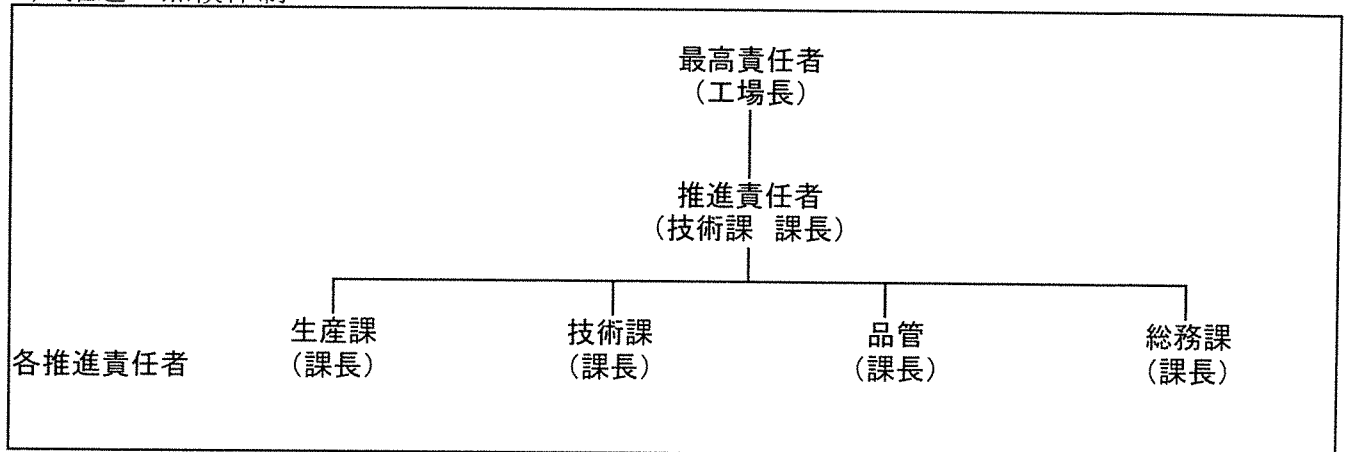 最高責任者
（工場長）
推進責任者
（技術課 課長）
生産課 技術課 品管 総務課
各推進責任者 （課長） （課長） （課長） （課長）